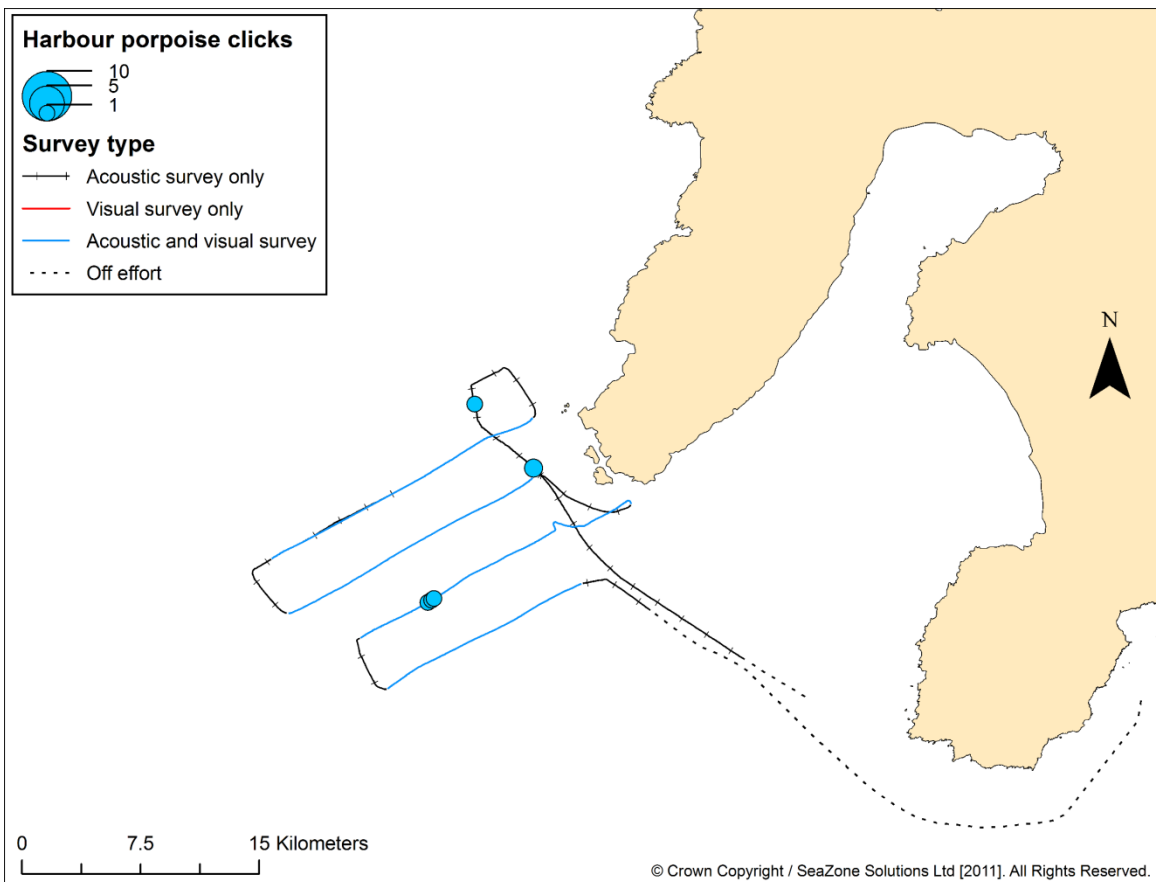 Harbour porpoise clicks
10
5
1
Survey type
Acoustic survey only
Visual survey only
Acoustic and visual survey
Off effort
N
0 7.5 15 Kilometers
© Crown Copyright / SeaZone Solutions Ltd [2011]. All Rights Reserved.